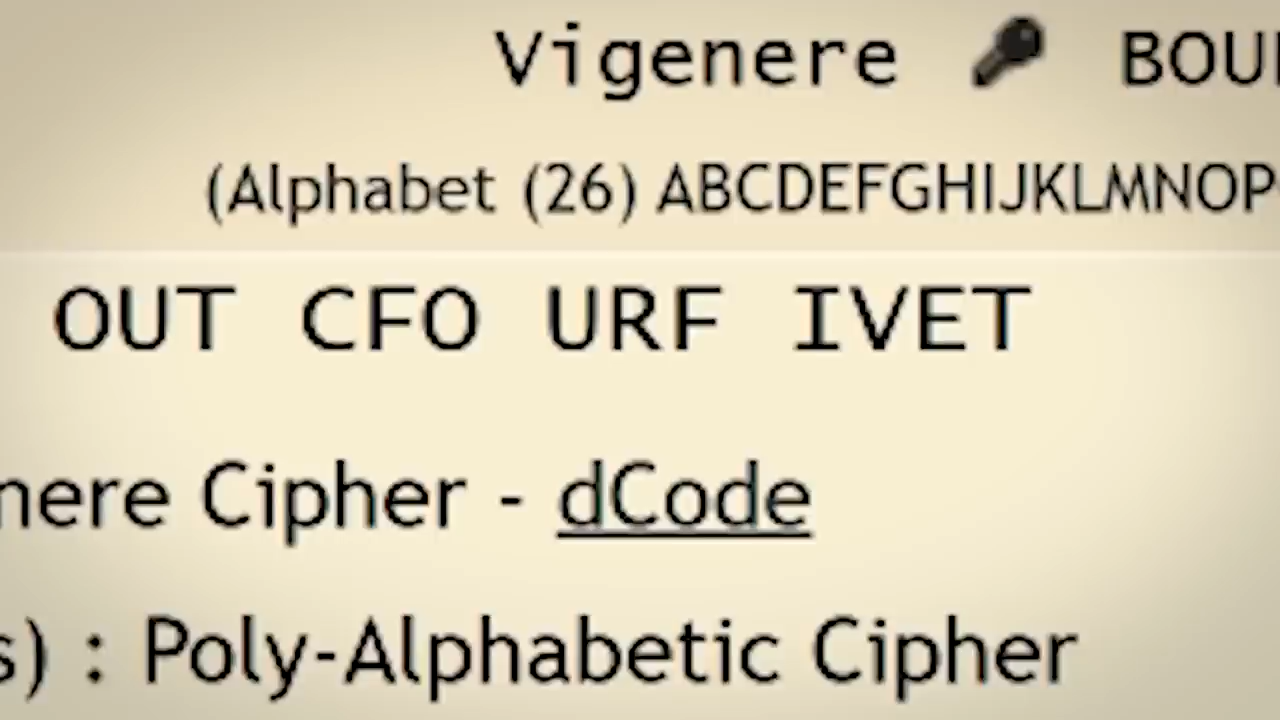 Vigenere 🔑 BOU
(Alphabet (26) ABCDEFGHIJKLMNOP
OUT CFO URF IVET
nere Cipher - dCode
s) : Poly-Alphabetic Cipher